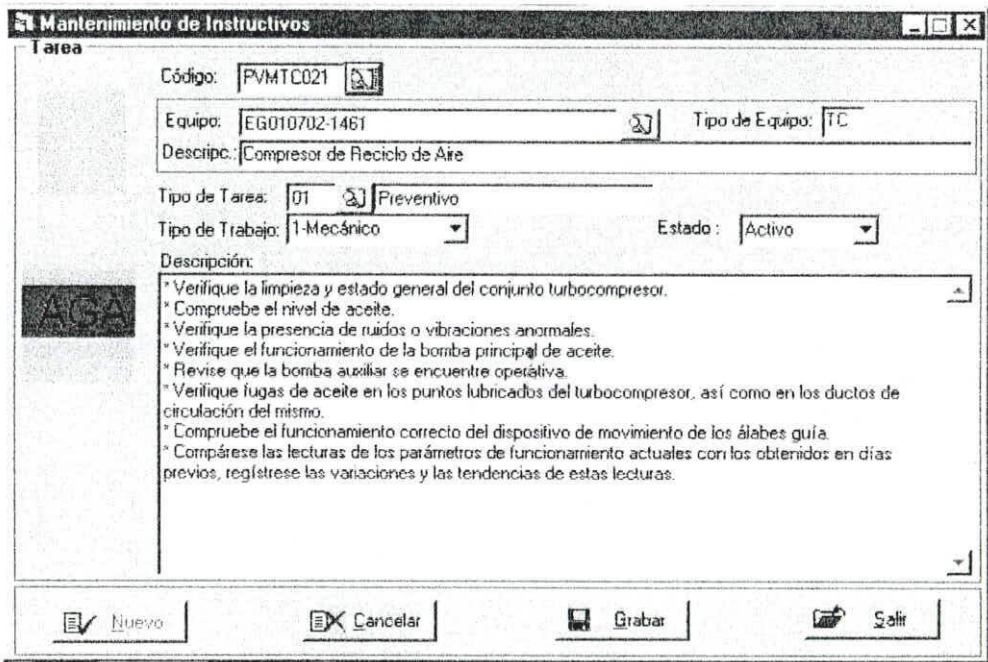 Mantenimiento de Instructivos
Tarea
Código: PVMTC021
Equipo: EG010702-1461 Tipo de Equipo: TC
Descripc.: Compresor de Reciclo de Aire
Tipo de Tarea: 01 Preventivo
Tipo de Trabajo: 1-Mecánico Estado : Activo
Descripción:
* Verifique la limpieza y estado general del conjunto turbocompresor.
* Compruebe el nivel de aceite.
* Verifique la presencia de ruidos o vibraciones anormales.
* Verifique el funcionamiento de la bomba principal de aceite.
* Revise que la bomba auxiliar se encuentre operátiva.
* Verifique fugas de aceite en los puntos lubricados del turbocompresor, así como en los ductos de
circulación del mismo.
* Compruebe el funcionamiento correcto del dispositivo de movimiento de los álabes guía.
* Compárese las lecturas de los parámetros de funcionamiento actuales con los obtenidos en días
previos, regístrese las variaciones y las tendencias de estas lecturas.
AGA
Nuevo Cancelar Grabar Salir